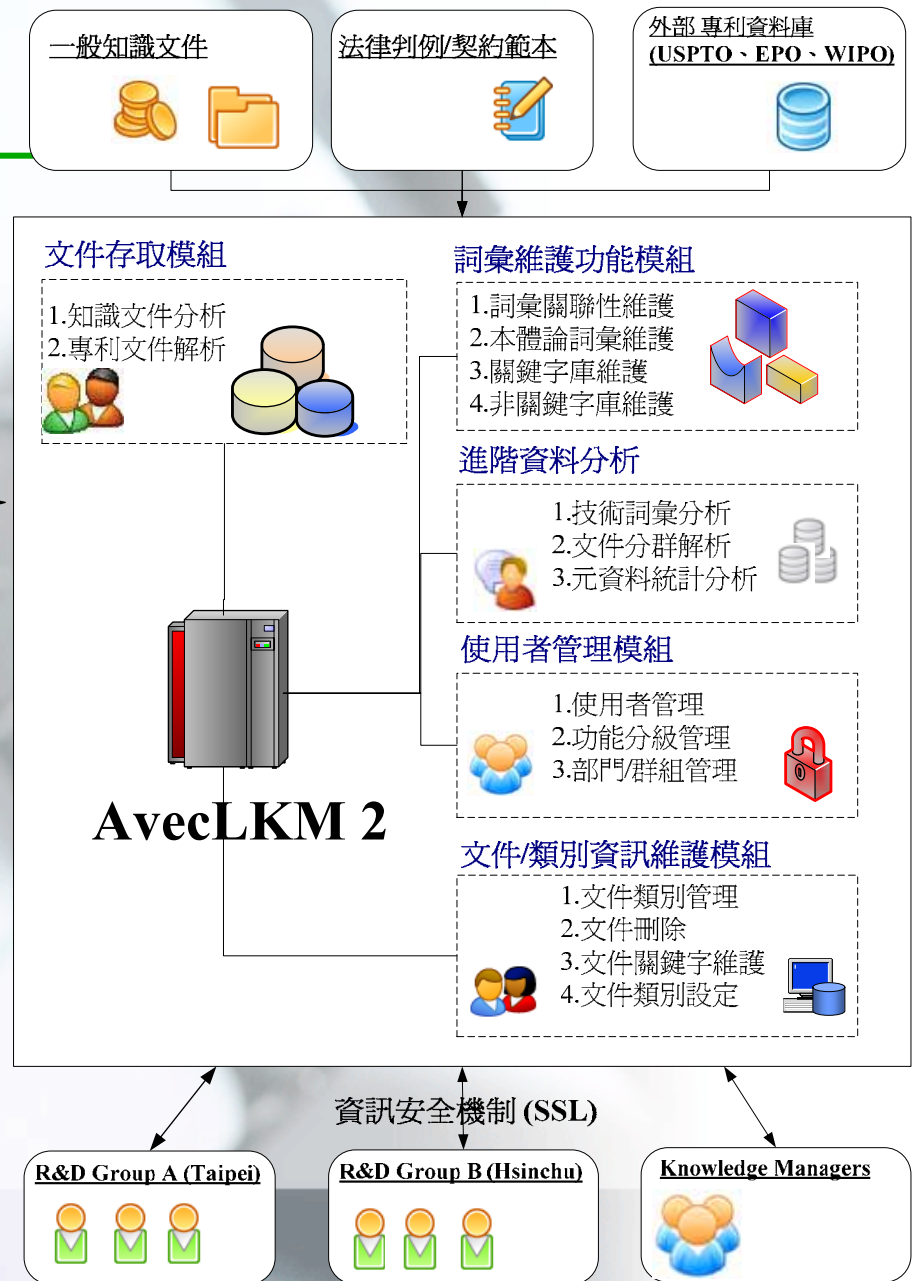 一般知識文件
法律判例/契約範本
外部 專利資料庫
(USPTO、EPO、WIPO)
文件存取模組
1.知識文件分析
2.專利文件解析
詞彙維護功能模組
1.詞彙關聯性維護
2.本體論詞彙維護
3.關鍵字庫維護
4.非關鍵字庫維護
進階資料分析
1.技術詞彙分析
2.文件分群解析
3.元資料統計分析
使用者管理模組
1.使用者管理
2.功能分級管理
3.部門/群組管理
AvecLKM 2
文件/類別資訊維護模組
1.文件類別管理
2.文件刪除
3.文件關鍵字維護
4.文件類別設定
資訊安全機制 (SSL)
R&D Group A (Taipei)
R&D Group B (Hsinchu)
Knowledge Managers